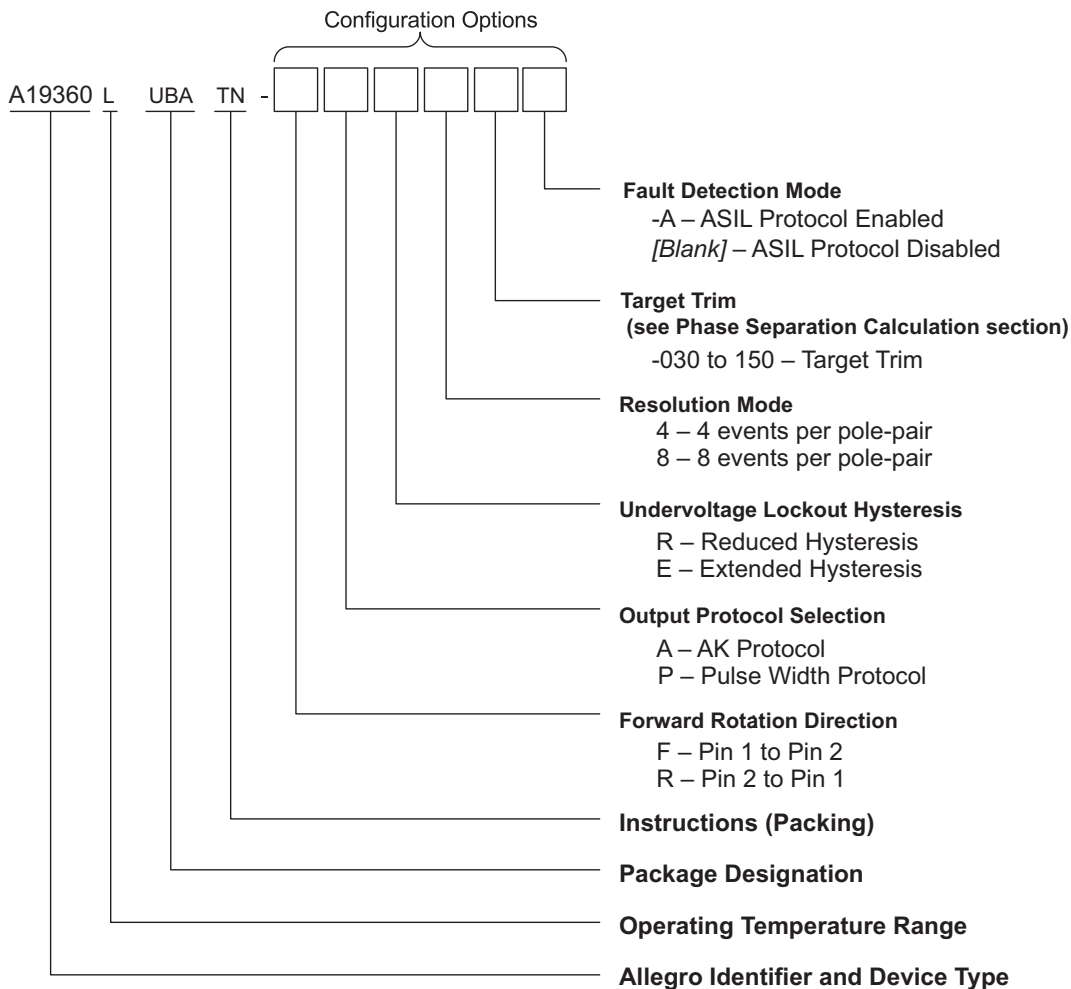 Configuration Options
A19360 L UBA TN -
Fault Detection Mode
-A – ASIL Protocol Enabled
[Blank] – ASIL Protocol Disabled
Target Trim
(see Phase Separation Calculation section)
-030 to 150 – Target Trim
Resolution Mode
4 – 4 events per pole-pair
8 – 8 events per pole-pair
Undervoltage Lockout Hysteresis
R – Reduced Hysteresis
E – Extended Hysteresis
Output Protocol Selection
A – AK Protocol
P – Pulse Width Protocol
Forward Rotation Direction
F – Pin 1 to Pin 2
R – Pin 2 to Pin 1
Instructions (Packing)
Package Designation
Operating Temperature Range
Allegro Identifier and Device Type